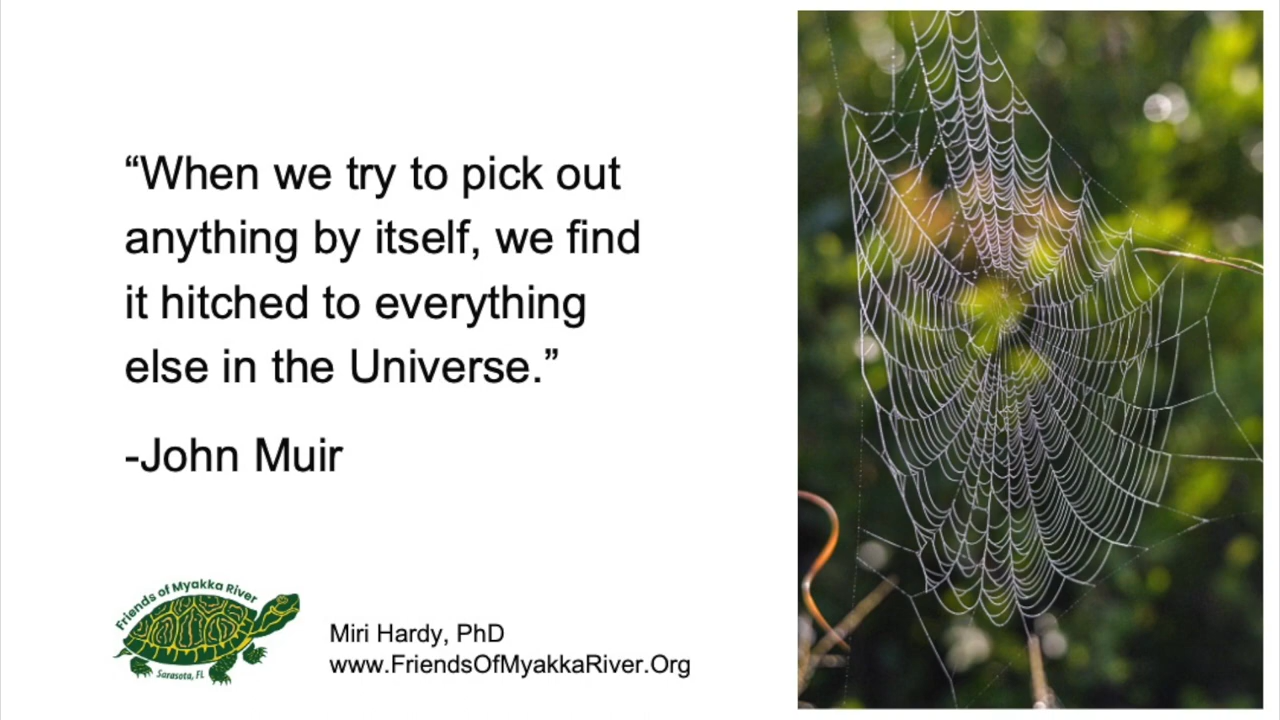 “When we try to pick out
anything by itself, we find
it hitched to everything
else in the Universe.”
-John Muir
Friends of Myakka River
Sarasota, FL
Miri Hardy, PhD
www.FriendsOfMyakkaRiver.Org